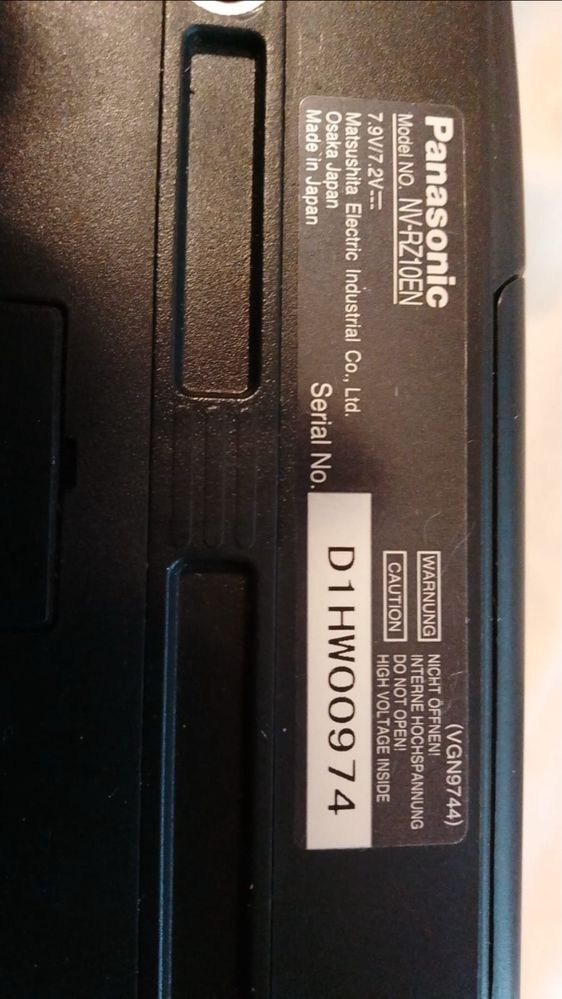 Panasonic
Model NO. NV-RZ10EN
7.9V/7.2V⎓
Matsushita Electric Industrial Co., Ltd.
Osaka Japan
Made in Japan
Serial No. D1HW00974
(VGN9744)
WARNUNG NICHT ÖFFNEN!
INTERNE HOCHSPANNUNG
CAUTION DO NOT OPEN!
HIGH VOLTAGE INSIDE